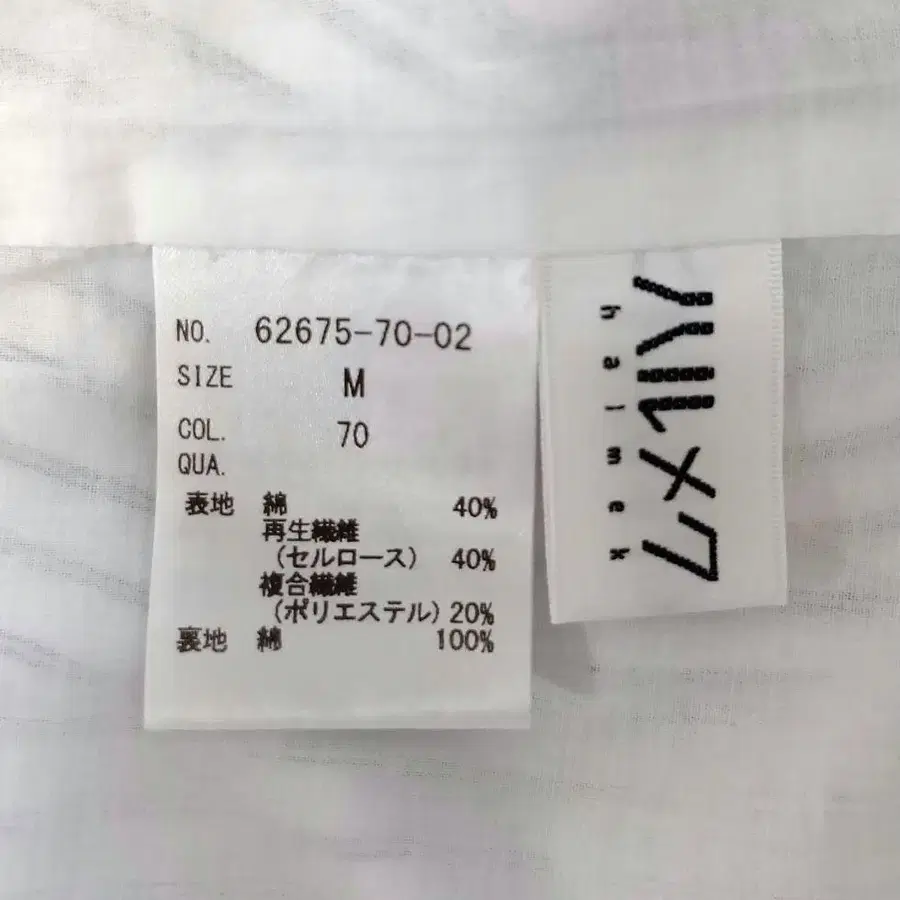 NO. 62675-70-02
SIZE M
COL. 70
QUA.
表地 綿 40%
再生繊維
(セルロース) 40%
複合繊維
(ポリエステル) 20%
裏地 綿 100%
ハルメク
halmek